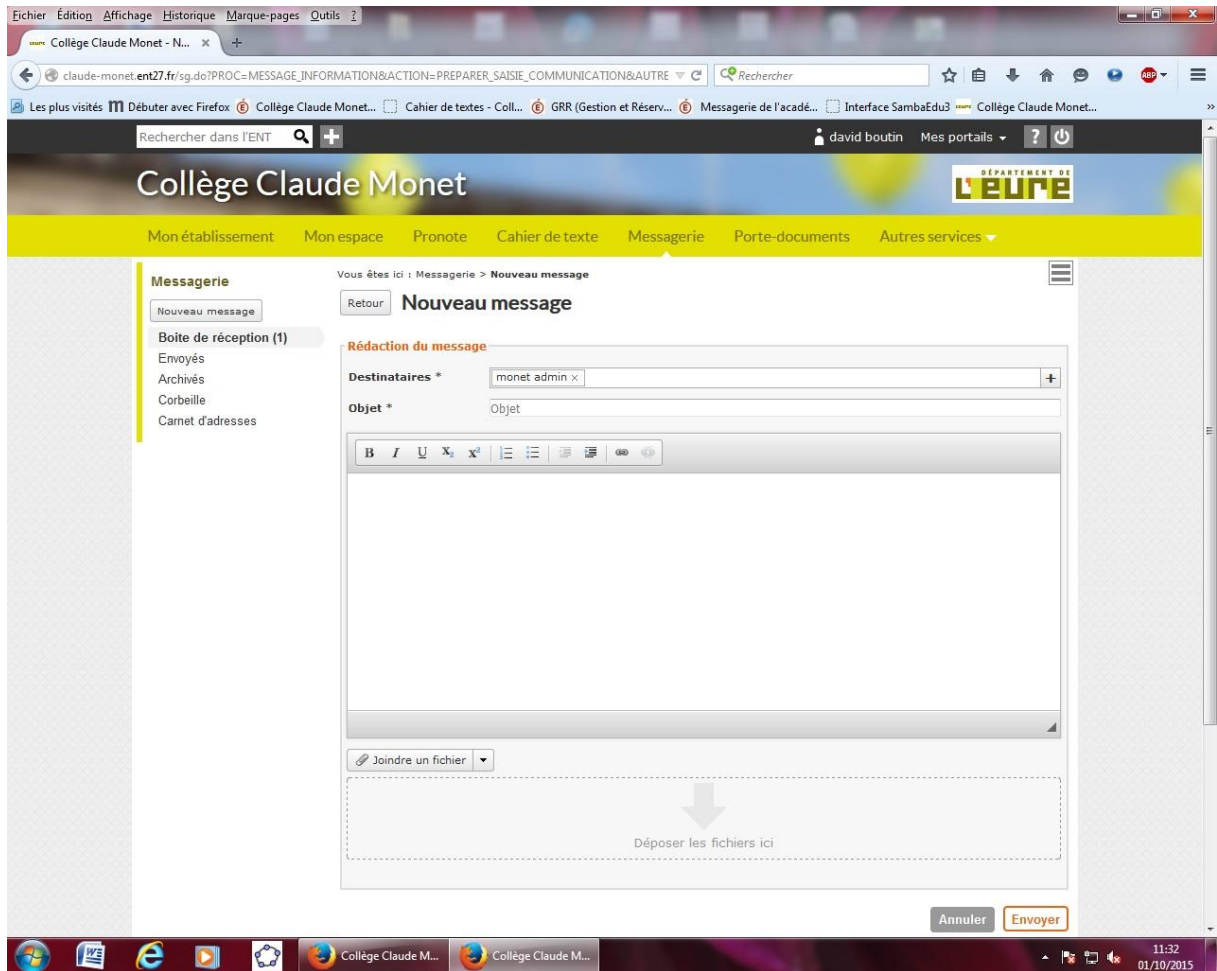 Fichier Édition Affichage Historique Marque-pages Outils ?
Collège Claude Monet - N... × +
claude-monet.ent27.fr/sg.do?PROC=MESSAGE_INFORMATION&ACTION=PREPARER_SAISIE_COMMUNICATION&AUTRE Rechercher ABP
Les plus visités Débuter avec Firefox Collège Claude Monet... Cahier de textes - Coll... GRR (Gestion et Réserv... Messagerie de l'acadé... Interface SambaEdu3 Collège Claude Monet... »
Rechercher dans l'ENT + david boutin Mes portails ?
Collège Claude Monet
DÉPARTEMENT DE
L'EURE
Mon établissement Mon espace Pronote Cahier de texte Messagerie Porte-documents Autres services
Messagerie
Nouveau message
Boite de réception (1)
Envoyés
Archivés
Corbeille
Carnet d'adresses
Vous êtes ici : Messagerie > Nouveau message
Retour Nouveau message
Rédaction du message
Destinataires * monet admin × +
Objet * Objet
B I U X₂ X²
Joindre un fichier
Déposer les fichiers ici
Annuler Envoyer
Collège Claude M... Collège Claude M... 11:32
01/10/2015